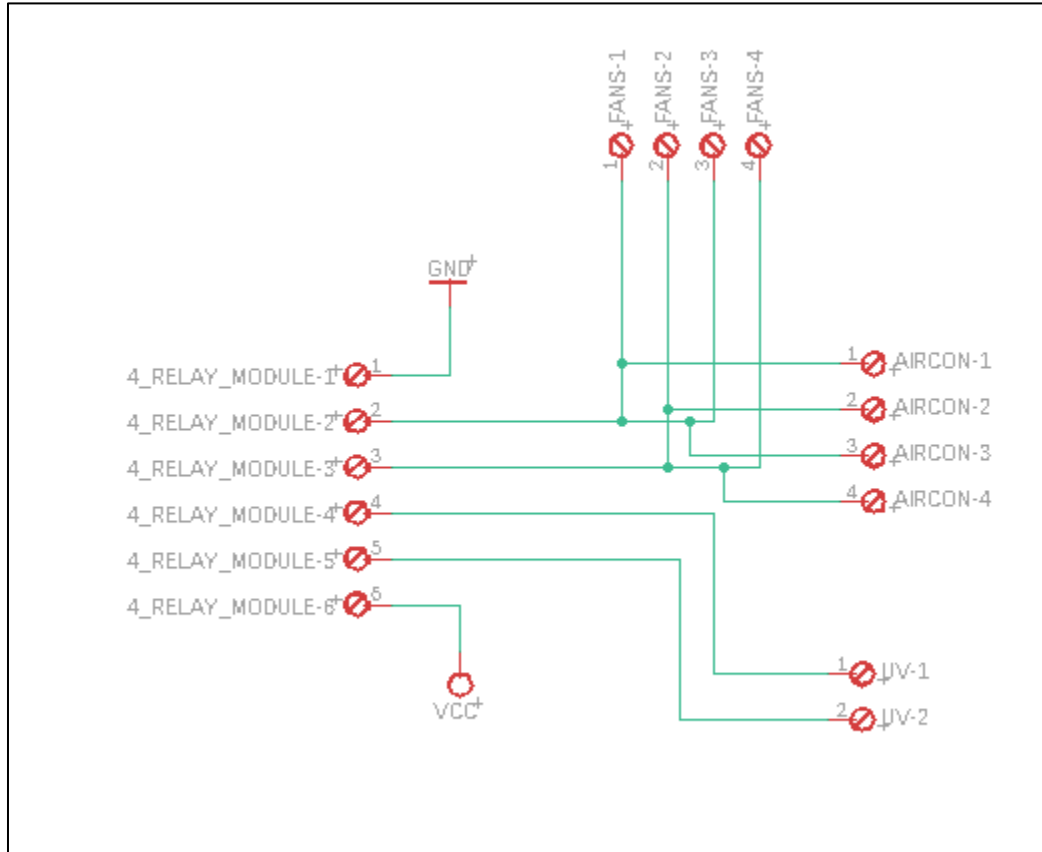 FANS-1
FANS-2
FANS-3
FANS-4
1
2
3
4
GND
4_RELAY_MODULE-1 1
4_RELAY_MODULE-2 2
4_RELAY_MODULE-3 3
4_RELAY_MODULE-4 4
4_RELAY_MODULE-5 5
4_RELAY_MODULE-6 6
VCC
1 AIRCON-1
2 AIRCON-2
3 AIRCON-3
4 AIRCON-4
1 UV-1
2 UV-2